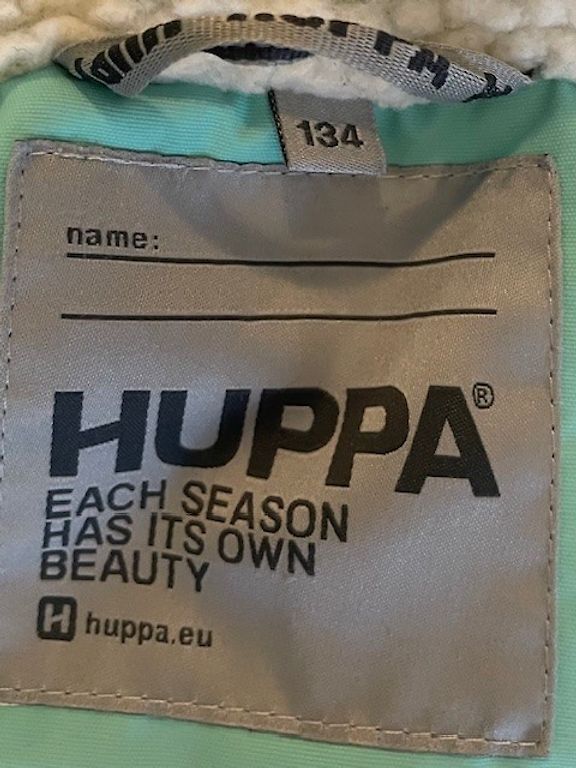 134
name:
HUPPA®
EACH SEASON
HAS ITS OWN
BEAUTY
H huppa.eu